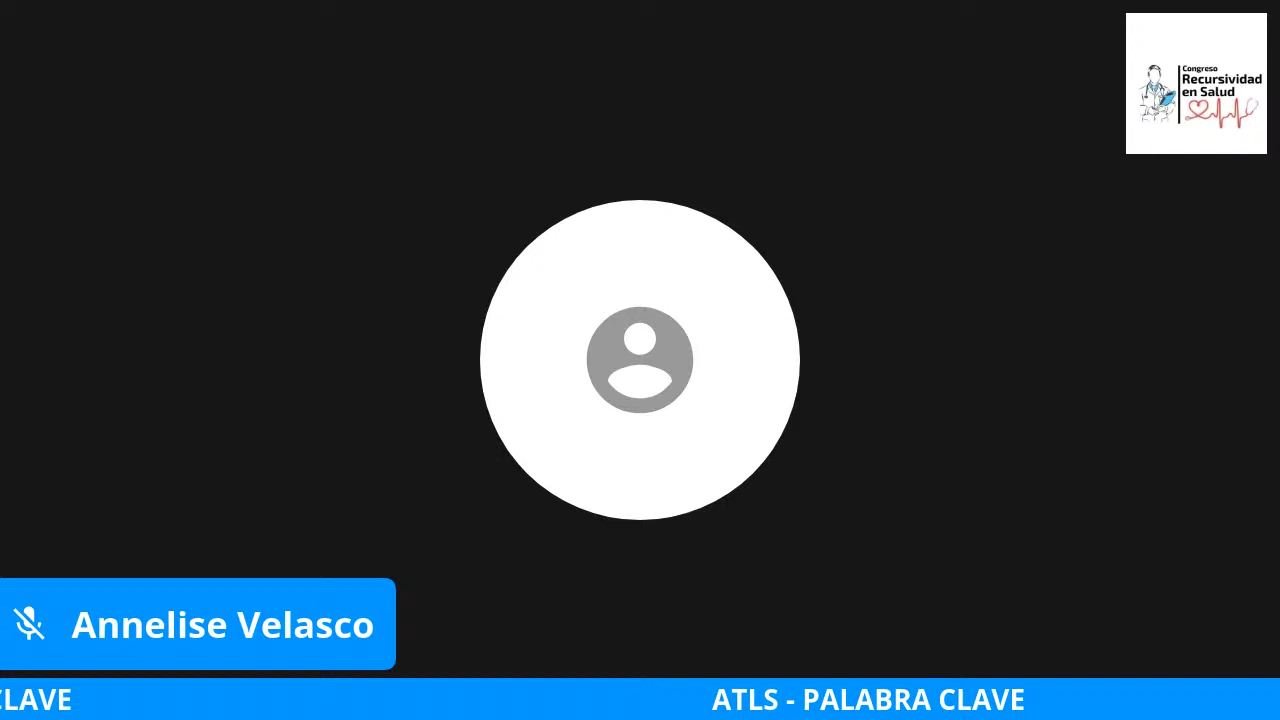 Congreso
Recursividad
en Salud
Annelise Velasco
CLAVE
ATLS - PALABRA CLAVE